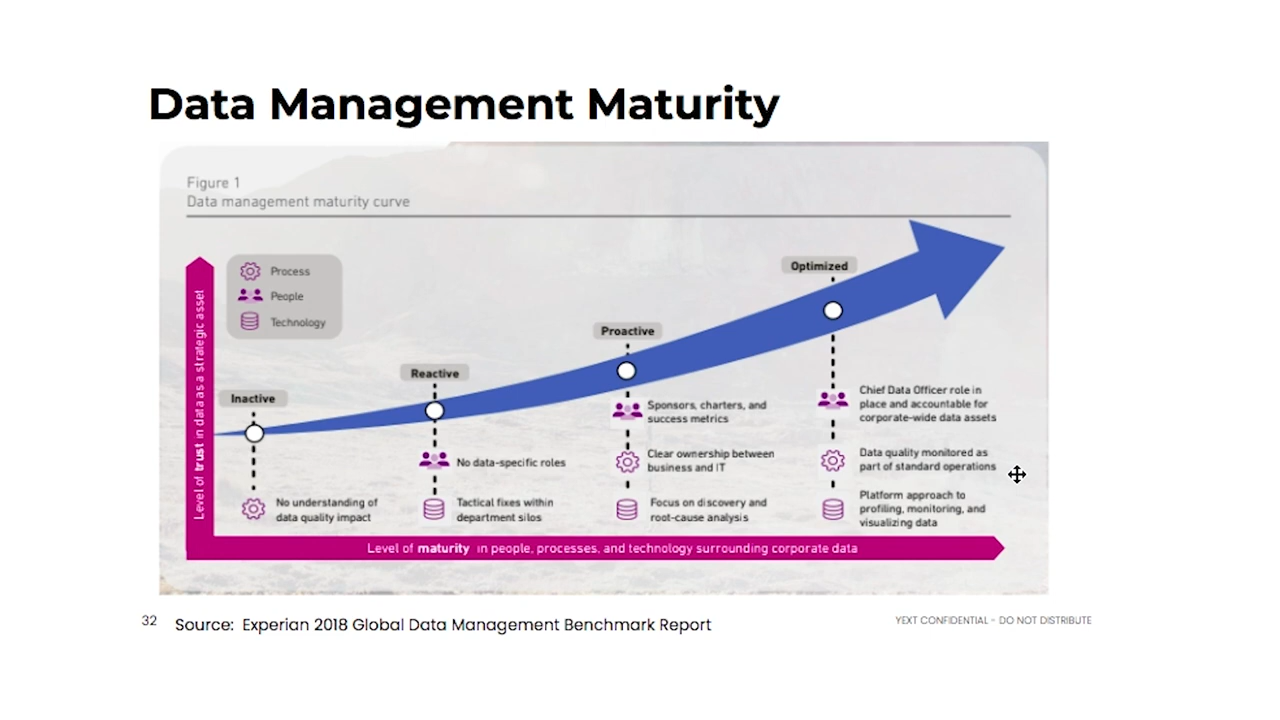 Data Management Maturity
Figure 1
Data management maturity curve
Process
People
Technology
Level of trust in data as a strategic asset
Inactive
No understanding of
data quality impact
Reactive
No data-specific roles
Tactical fixes within
department silos
Proactive
Sponsors, charters, and
success metrics
Clear ownership between
business and IT
Focus on discovery and
root-cause analysis
Optimized
Chief Data Officer role in
place and accountable for
corporate-wide data assets
Data quality monitored as
part of standard operations
Platform approach to
profiling, monitoring, and
visualizing data
Level of maturity in people, processes, and technology surrounding corporate data
32
Source: Experian 2018 Global Data Management Benchmark Report
YEXT CONFIDENTIAL - DO NOT DISTRIBUTE